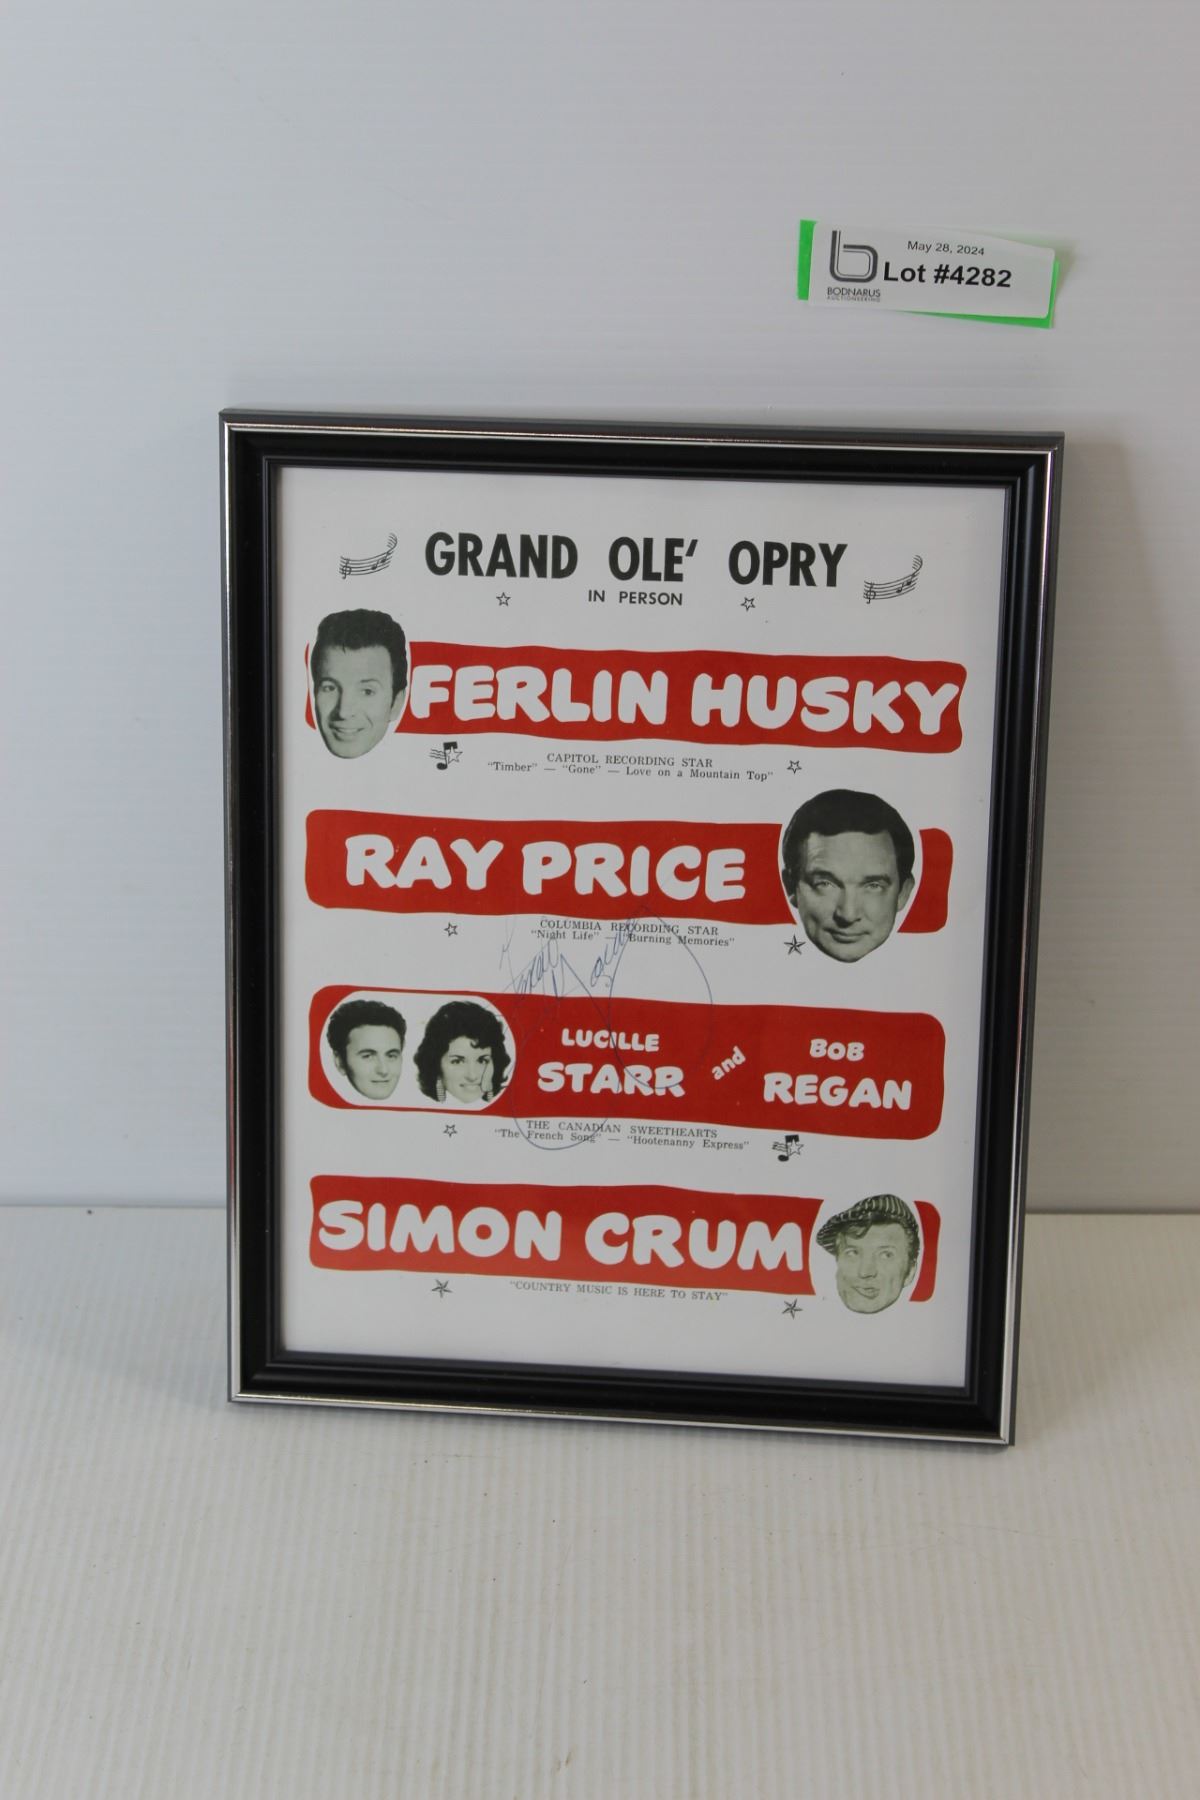 May 28, 2024
Lot #4282
BODNARUS
AUCTIONEERING
GRAND OLE' OPRY
IN PERSON
FERLIN HUSKY
CAPITOL RECORDING STAR
"Timber" — "Gone" — Love on a Mountain Top"
RAY PRICE
COLUMBIA RECORDING STAR
"Night Life" — "Burning Memories"
LUCILLE STARR and BOB REGAN
THE CANADIAN SWEETHEARTS
"The French Song" — "Hootenanny Express"
SIMON CRUM
"COUNTRY MUSIC IS HERE TO STAY"